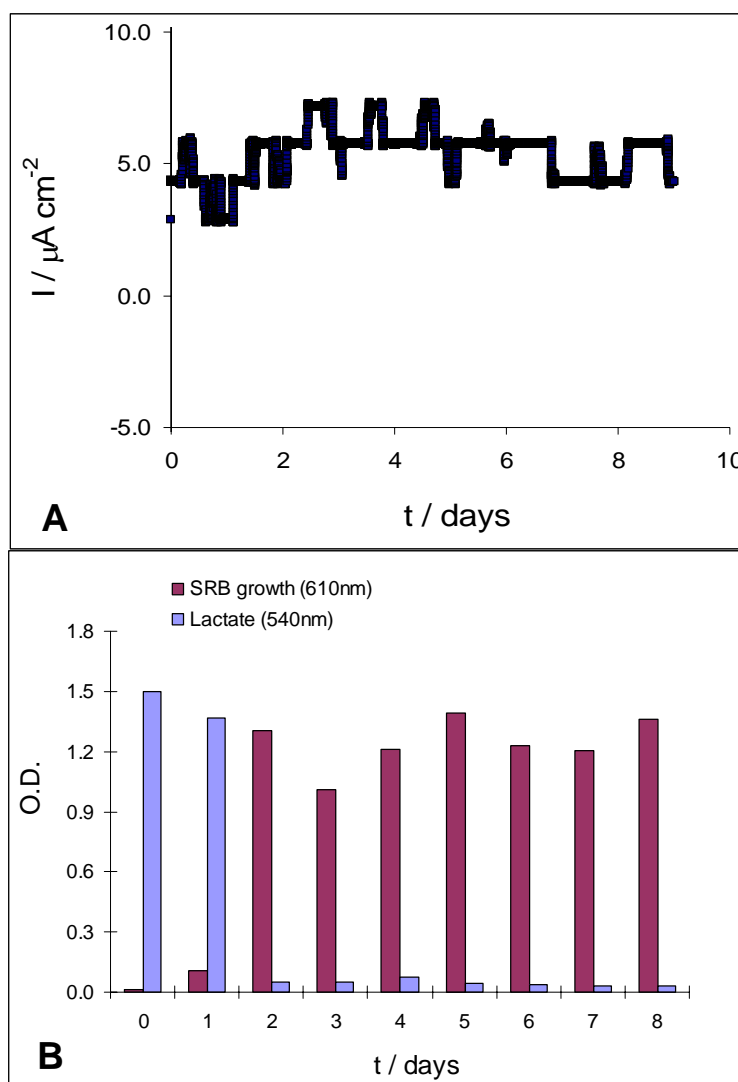 10.0
5.0
0.0
-5.0
I / μA cm-2
0 2 4 6 8 10
t / days
A
SRB growth (610nm)
Lactate (540nm)
1.8
1.5
1.2
0.9
0.6
0.3
0.0
O.D.
0 1 2 3 4 5 6 7 8
t / days
B